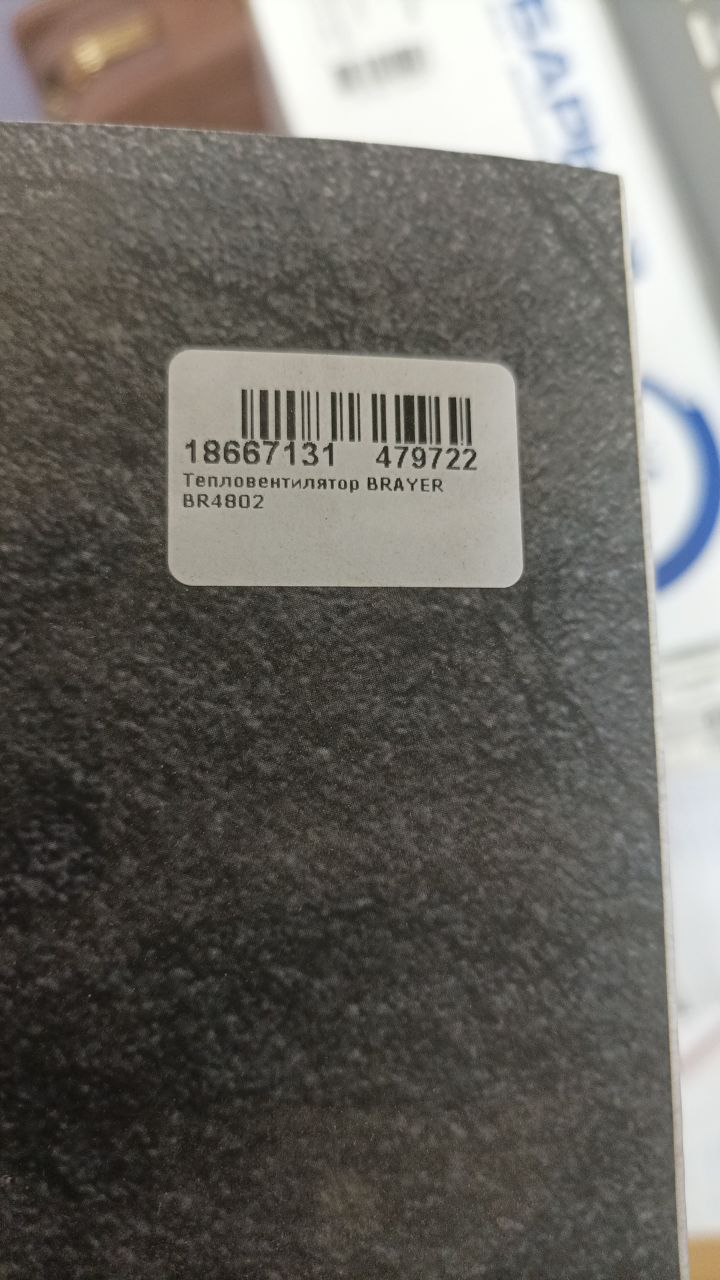 18667131 479722
Тепловентилятор BRAYER
BR4802